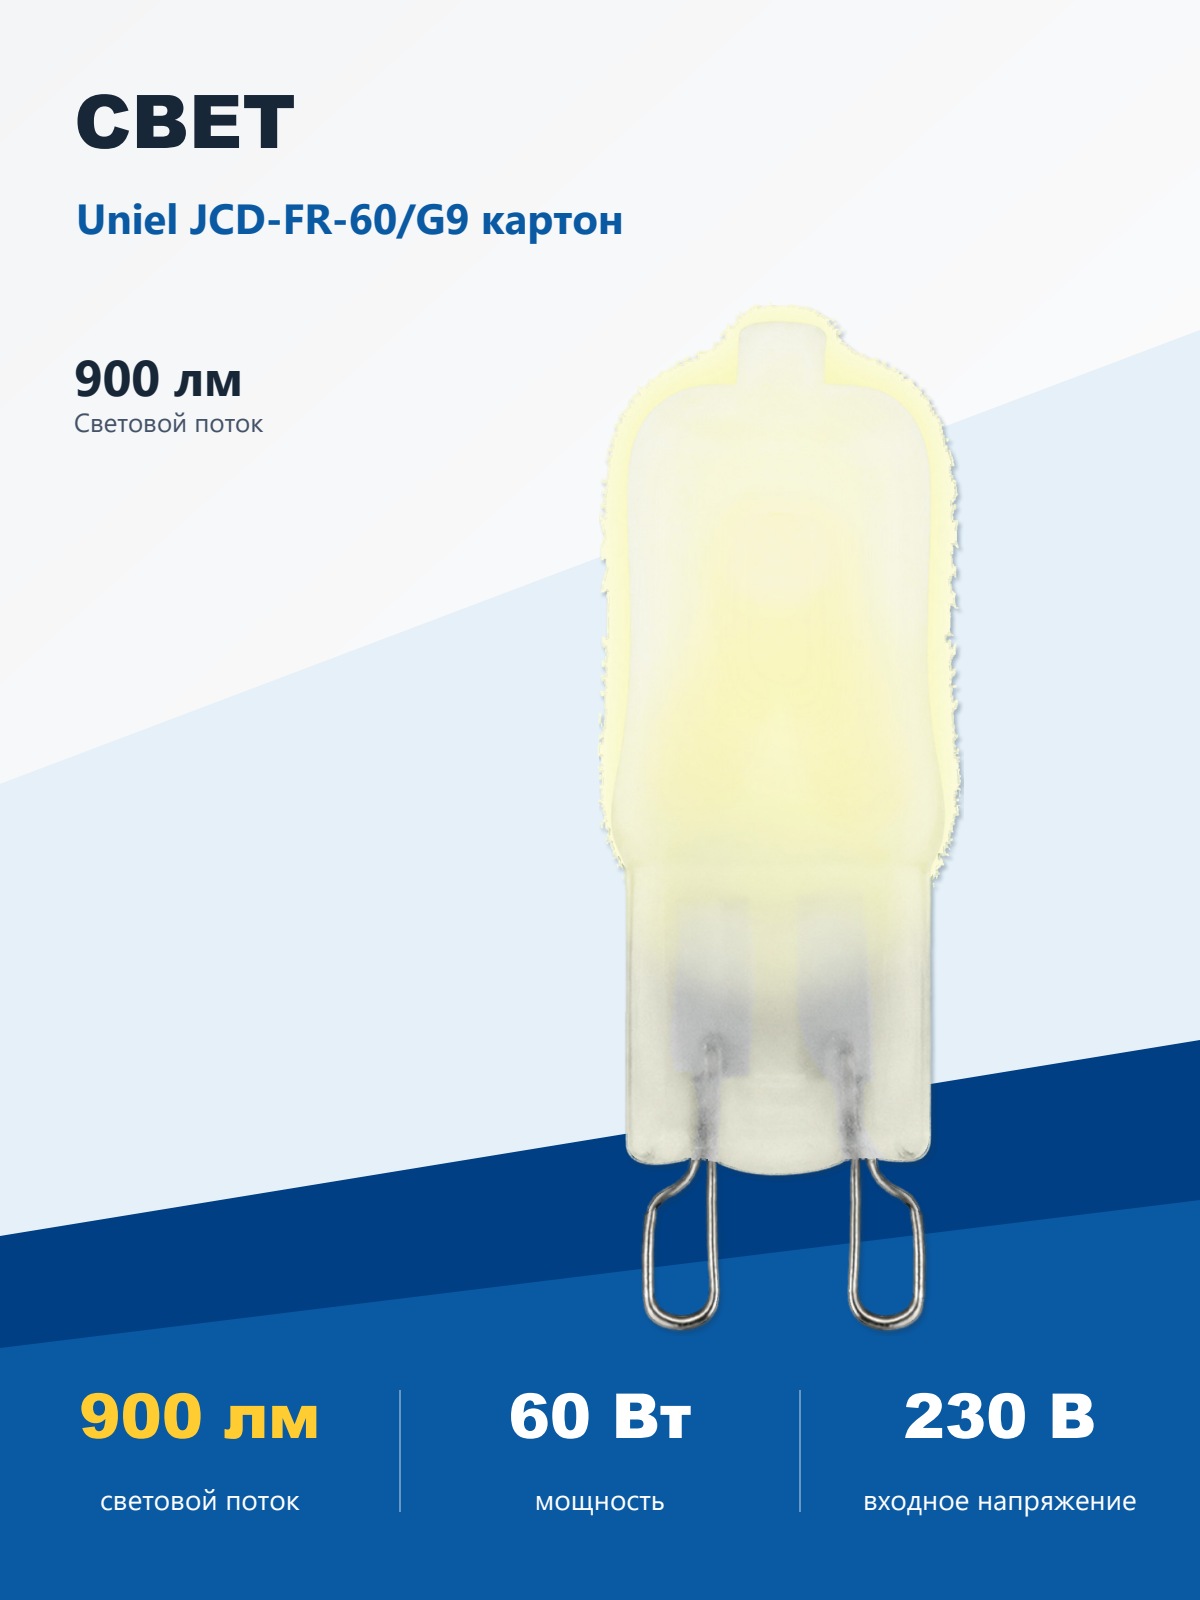 СВЕТ
Uniel JCD-FR-60/G9 картон
900 лм
Световой поток
900 лм
световой поток
60 Вт
мощность
230 В
входное напряжение